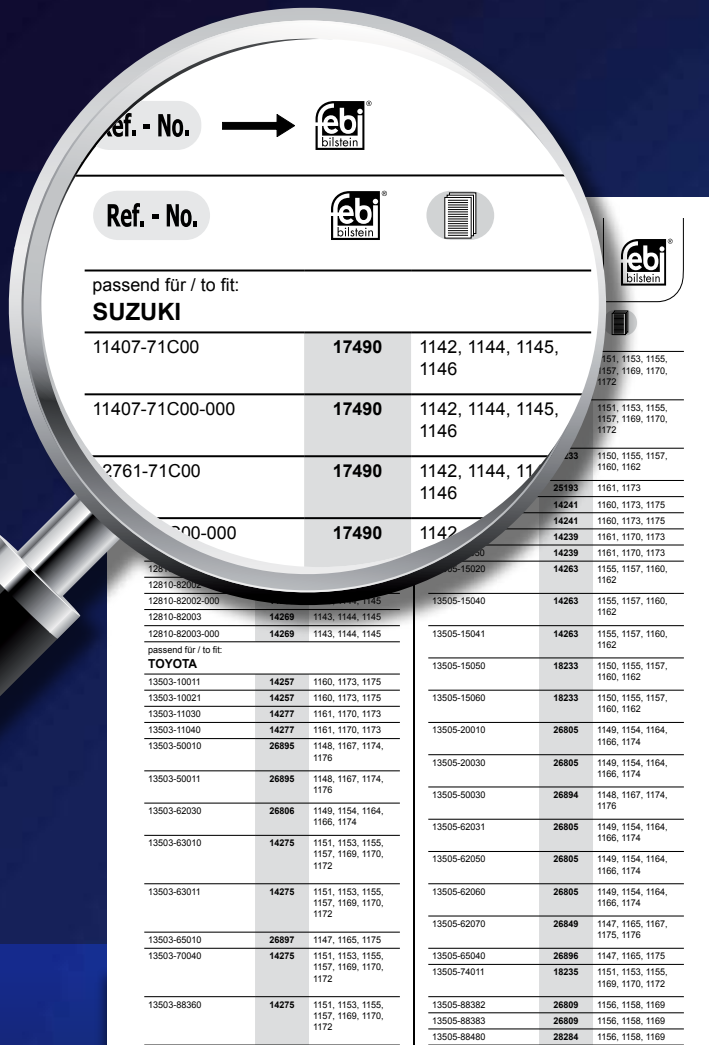 ef. - No. febi®
bilstein
Ref. - No. febi®
bilstein
passend für / to fit:
SUZUKI
11407-71C00 17490 1142, 1144, 1145,
1146
11407-71C00-000 17490 1142, 1144, 1145,
1146
2761-71C00 17490 1142, 1144,
1146
00-000 17490 1142
12810-82002-000 1145
12810-82003 14269 1143, 1144, 1145
12810-82003-000 14269 1143, 1144, 1145
passend für / to fit:
TOYOTA
13503-10011 14257 1160, 1173, 1175
13503-10021 14257 1160, 1173, 1175
13503-11030 14277 1161, 1170, 1173
13503-11040 14277 1161, 1170, 1173
13503-50010 26895 1148, 1167, 1174,
1176
13503-50011 26895 1148, 1167, 1174,
1176
13503-62030 26806 1149, 1154, 1164,
1166, 1174
13503-63010 14275 1151, 1153, 1155,
1157, 1169, 1170,
1172
13503-63011 14275 1151, 1153, 1155,
1157, 1169, 1170,
1172
13503-65010 26897 1147, 1165, 1175
13503-70040 14275 1151, 1153, 1155,
1157, 1169, 1170,
1172
13503-88360 14275 1151, 1153, 1155,
1157, 1169, 1170,
1172
febi®
bilstein
1151, 1153, 1155,
1157, 1169, 1170,
1172
1151, 1153, 1155,
1157, 1169, 1170,
1172
233 1150, 1155, 1157,
1160, 1162
25193 1161, 1173
14241 1160, 1173, 1175
14241 1160, 1173, 1175
14239 1161, 1170, 1173
14239 1161, 1170, 1173
05-15020 14263 1155, 1157, 1160,
1162
13505-15040 14263 1155, 1157, 1160,
1162
13505-15041 14263 1155, 1157, 1160,
1162
13505-15050 18233 1150, 1155, 1157,
1160, 1162
13505-15060 18233 1150, 1155, 1157,
1160, 1162
13505-20010 26805 1149, 1154, 1164,
1166, 1174
13505-20030 26805 1149, 1154, 1164,
1166, 1174
13505-50030 26894 1148, 1167, 1174,
1176
13505-62031 26805 1149, 1154, 1164,
1166, 1174
13505-62050 26805 1149, 1154, 1164,
1166, 1174
13505-62060 26805 1149, 1154, 1164,
1166, 1174
13505-62070 26849 1147, 1165, 1167,
1175, 1176
13505-65040 26896 1147, 1165, 1175
13505-74011 18235 1151, 1153, 1155,
1169, 1170, 1172
13505-88382 26809 1156, 1158, 1169
13505-88383 26809 1156, 1158, 1169
13505-88480 28284 1156, 1158, 1169